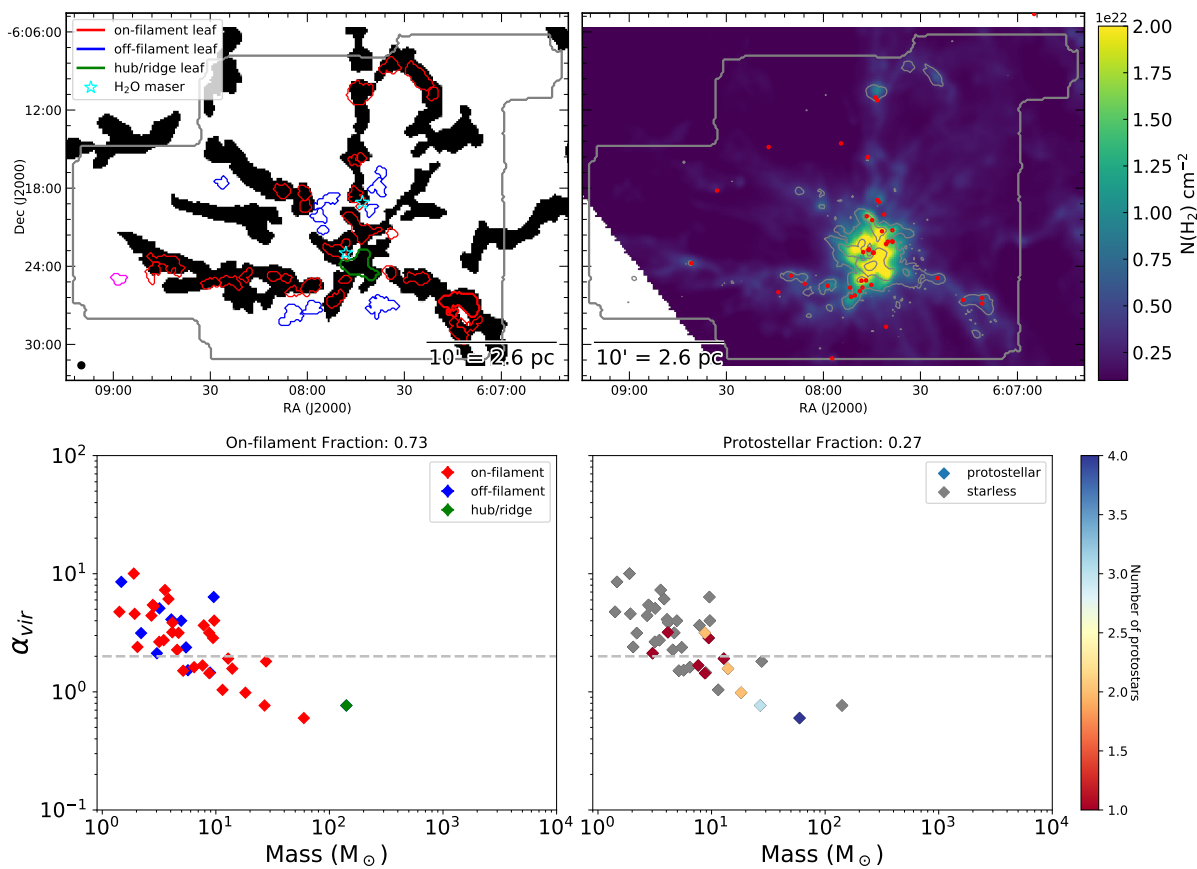 on-filament leaf
off-filament leaf
hub/ridge leaf
H₂O maser
-6:06:00
12:00
18:00
24:00
30:00
Dec (J2000)
10' = 2.6 pc
09:00
30
08:00
30
6:07:00
RA (J2000)
10' = 2.6 pc
09:00
30
08:00
30
6:07:00
RA (J2000)
1e22
2.00
1.75
1.50
1.25
1.00
0.75
0.50
0.25
N(H₂) cm⁻²
On-filament Fraction: 0.73
on-filament
off-filament
hub/ridge
10²
10¹
10⁰
10⁻¹
α_vir
10⁰
10¹
10²
10³
10⁴
Mass (M⊙)
Protostellar Fraction: 0.27
protostellar
starless
10⁰
10¹
10²
10³
10⁴
Mass (M⊙)
4.0
3.5
3.0
2.5
2.0
1.5
1.0
Number of protostars